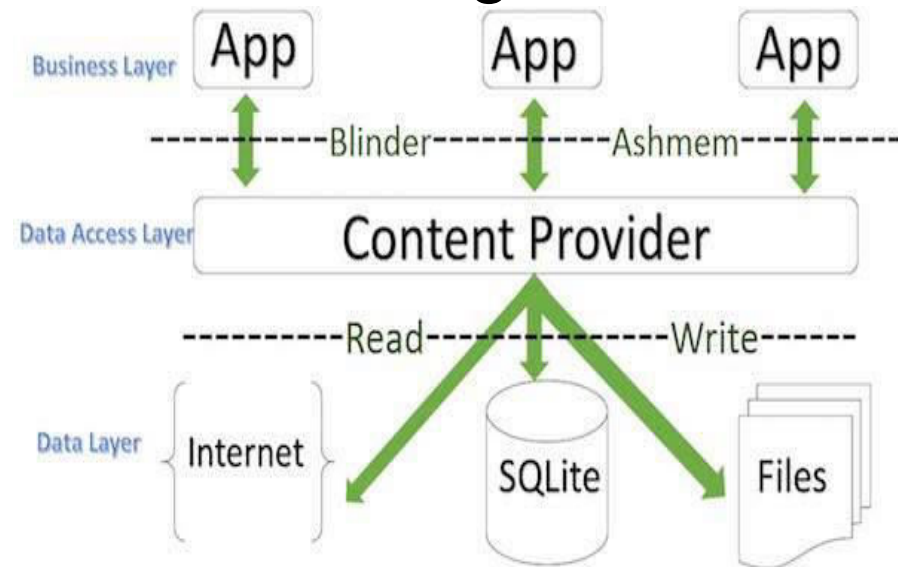 App App App
Business Layer
Blinder Ashmem
Data Access Layer
Content Provider
Read Write
Data Layer
Internet
SQLite
Files